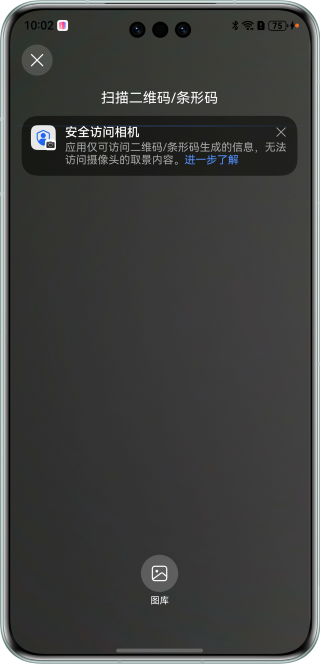 10:02
75
扫描二维码/条形码
安全访问相机
应用仅可访问二维码/条形码生成的信息，无法
访问摄像头的取景内容。进一步了解
图库